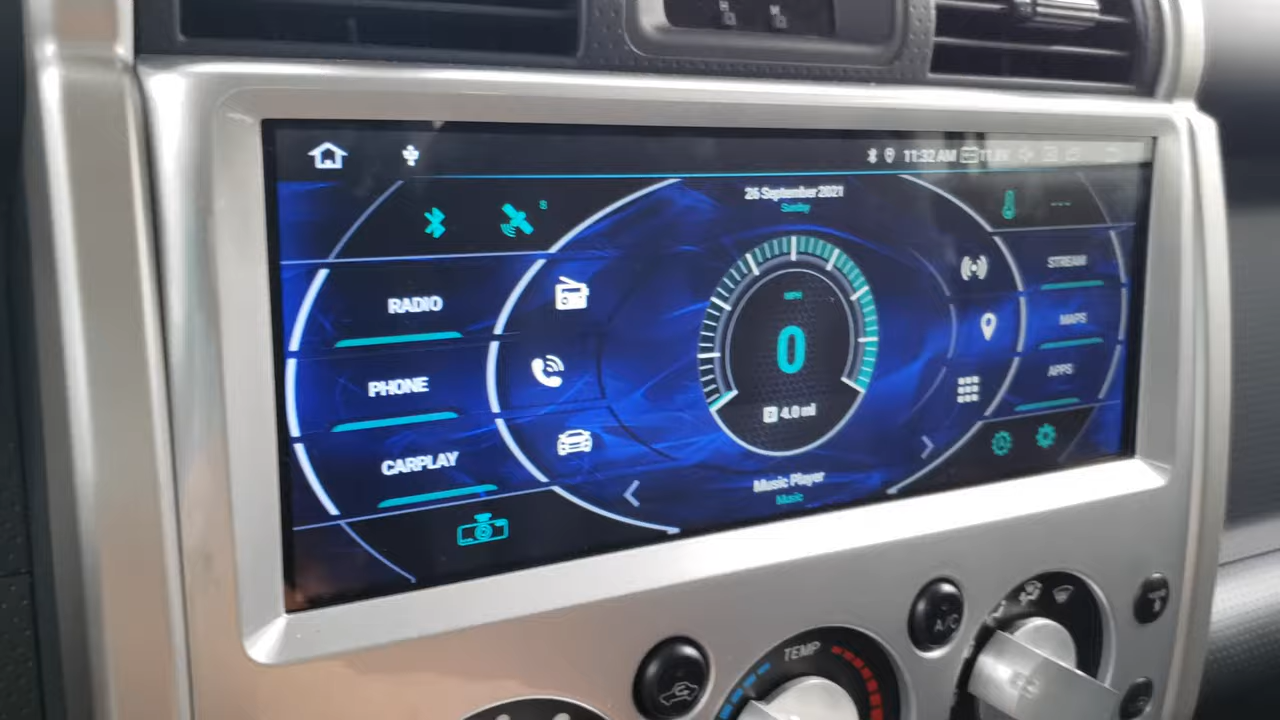 H M
11:32 AM
26 September 2021
Sunday
S
RADIO
STREAM
MPH
MAPS
0
PHONE
APPS
4.0 mi
CARPLAY
Music Player
Music
A/C
TEMP